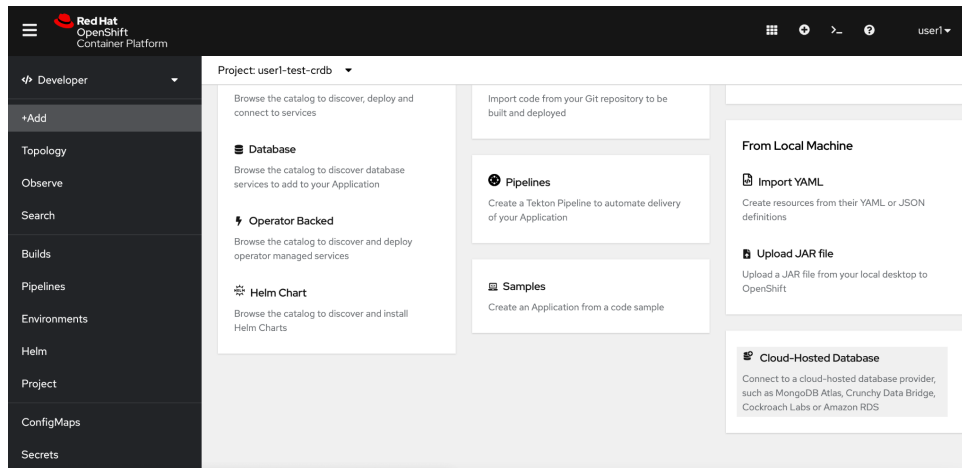 Red Hat
OpenShift
Container Platform
user1
Developer
+Add
Topology
Observe
Search
Builds
Pipelines
Environments
Helm
Project
ConfigMaps
Secrets
Project: user1-test-crdb
Browse the catalog to discover, deploy and
connect to services
Database
Browse the catalog to discover database
services to add to your Application
Operator Backed
Browse the catalog to discover and deploy
operator managed services
HELM
Helm Chart
Browse the catalog to discover and install
Helm Charts
Import code from your Git repository to be
built and deployed
Pipelines
Create a Tekton Pipeline to automate delivery
of your Application
Samples
Create an Application from a code sample
From Local Machine
Import YAML
Create resources from their YAML or JSON
definitions
Upload JAR file
Upload a JAR file from your local desktop to
OpenShift
Cloud-Hosted Database
Connect to a cloud-hosted database provider,
such as MongoDB Atlas, Crunchy Data Bridge,
Cockroach Labs or Amazon RDS